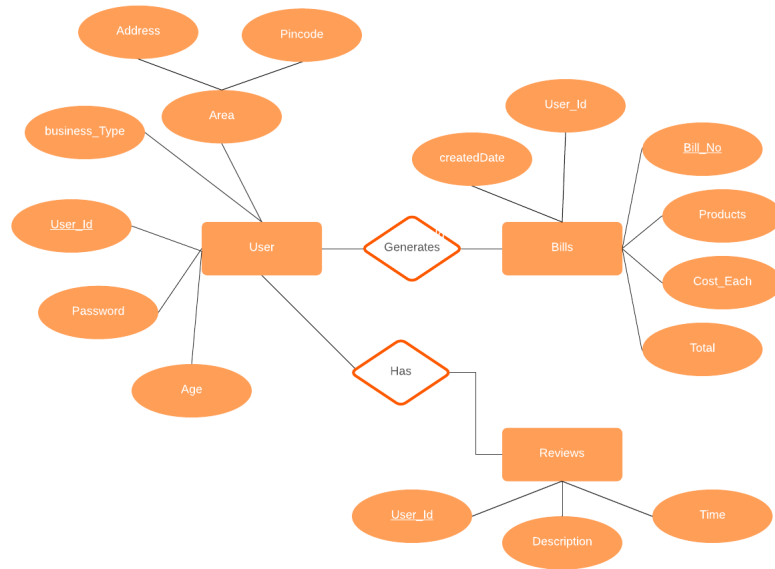 Address
Pincode
Area
business_Type
User_Id
createdDate
Bill_No
User_Id
Products
User
Generates
Bills
Cost_Each
Password
Total
Age
Has
Reviews
User_Id
Description
Time